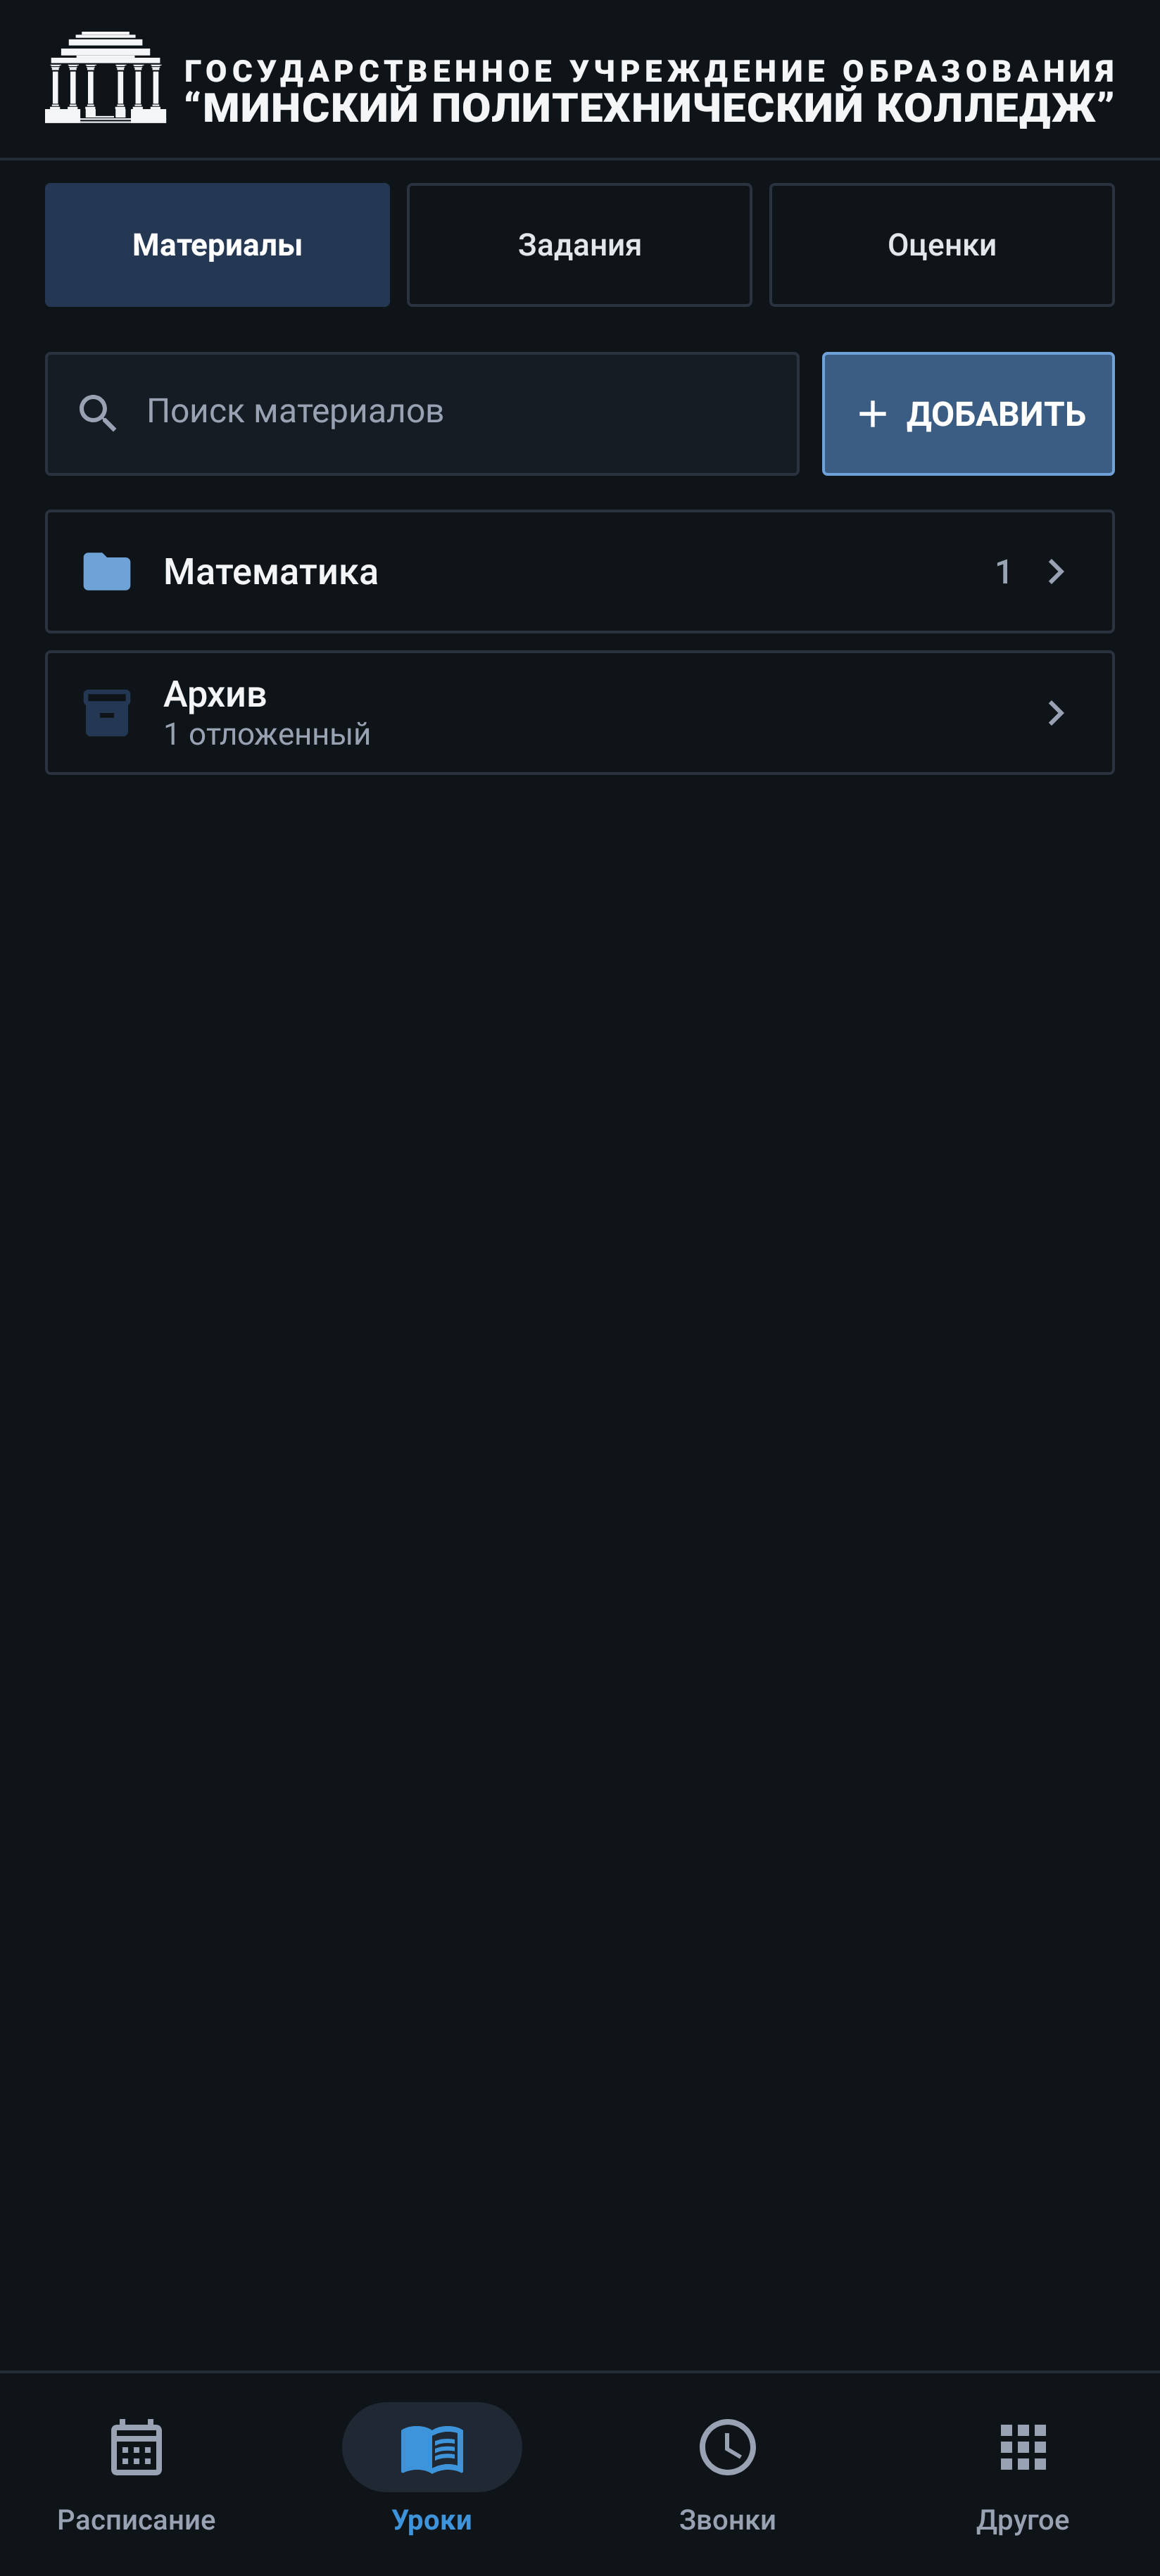 ГОСУДАРСТВЕННОЕ УЧРЕЖДЕНИЕ ОБРАЗОВАНИЯ
“МИНСКИЙ ПОЛИТЕХНИЧЕСКИЙ КОЛЛЕДЖ”
Материалы
Задания
Оценки
Поиск материалов
+ ДОБАВИТЬ
Математика
1
Архив
1 отложенный
Расписание
Уроки
Звонки
Другое